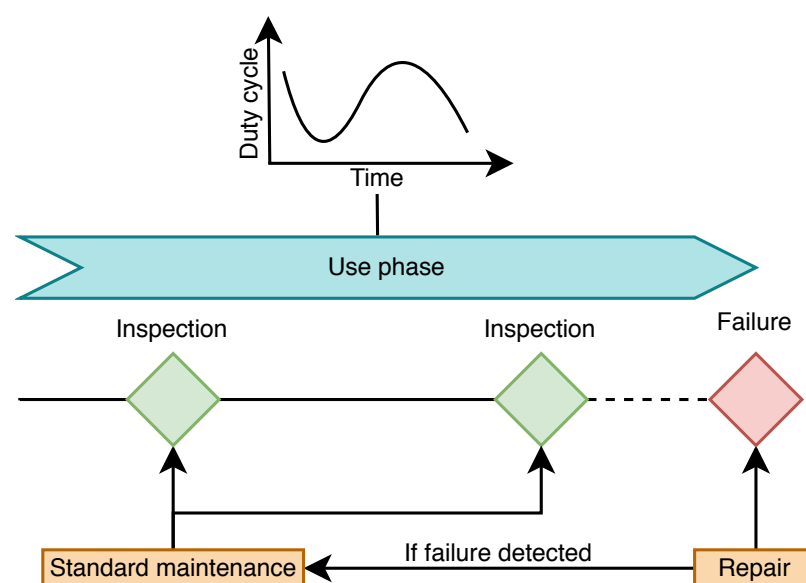 Duty cycle
Time
Use phase
Inspection
Inspection
Failure
Standard maintenance
If failure detected
Repair